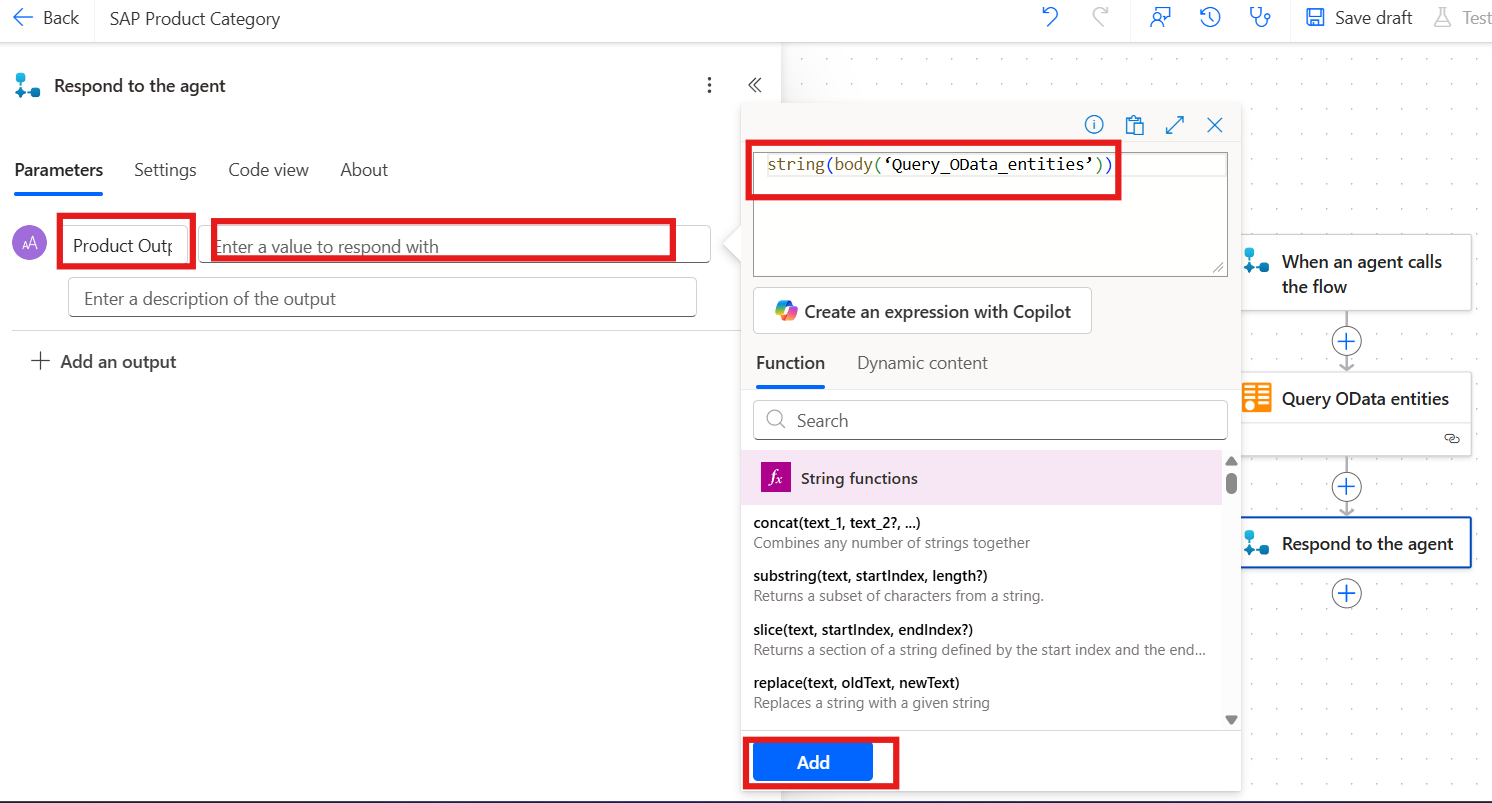 Back
SAP Product Category
Save draft
Test
Respond to the agent
Parameters
Settings
Code view
About
AA
Product Outp
Enter a value to respond with
Enter a description of the output
Add an output
string(body(‘Query_OData_entities’))
Create an expression with Copilot
Function
Dynamic content
Search
fx
String functions
concat(text_1, text_2?, ...)
Combines any number of strings together
substring(text, startIndex, length?)
Returns a subset of characters from a string.
slice(text, startIndex, endIndex?)
Returns a section of a string defined by the start index and the end...
replace(text, oldText, newText)
Replaces a string with a given string
Add
When an agent calls
the flow
Query OData entities
Respond to the agent